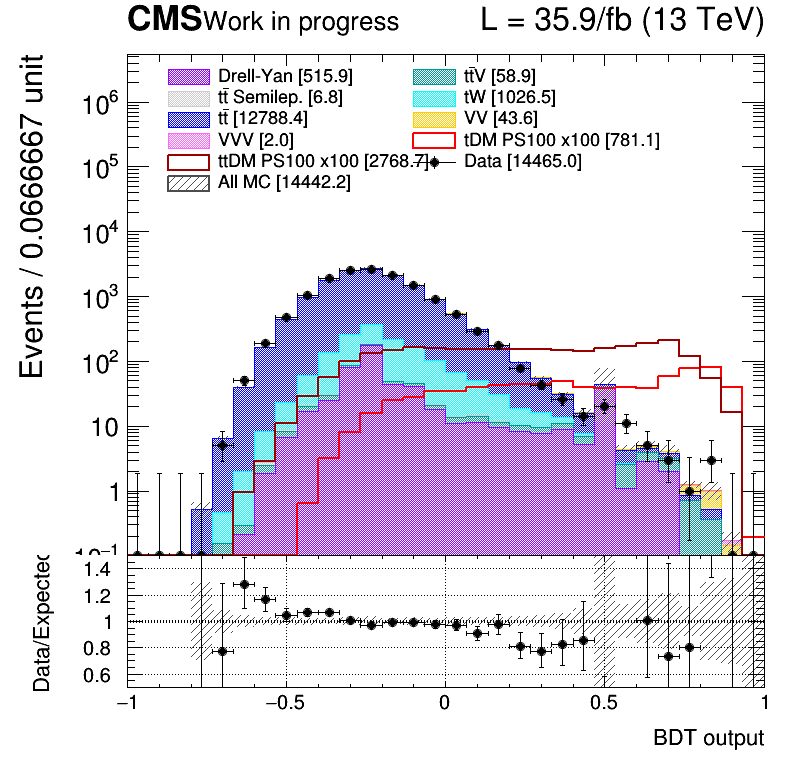 CMS Work in progress L = 35.9/fb (13 TeV)
Events / 0.0666667 unit
Drell-Yan [515.9] tt̄V [58.9]
tt̄ Semilep. [6.8] tW [1026.5]
tt̄ [12788.4] VV [43.6]
VVV [2.0] tDM PS100 x100 [781.1]
ttDM PS100 x100 [2768.7] Data [14465.0]
All MC [14442.2]
10⁶
10⁵
10⁴
10³
10²
10
1
10⁻¹
Data/Expected
1.4
1.2
1
0.8
0.6
−1 −0.5 0 0.5 1
BDT output